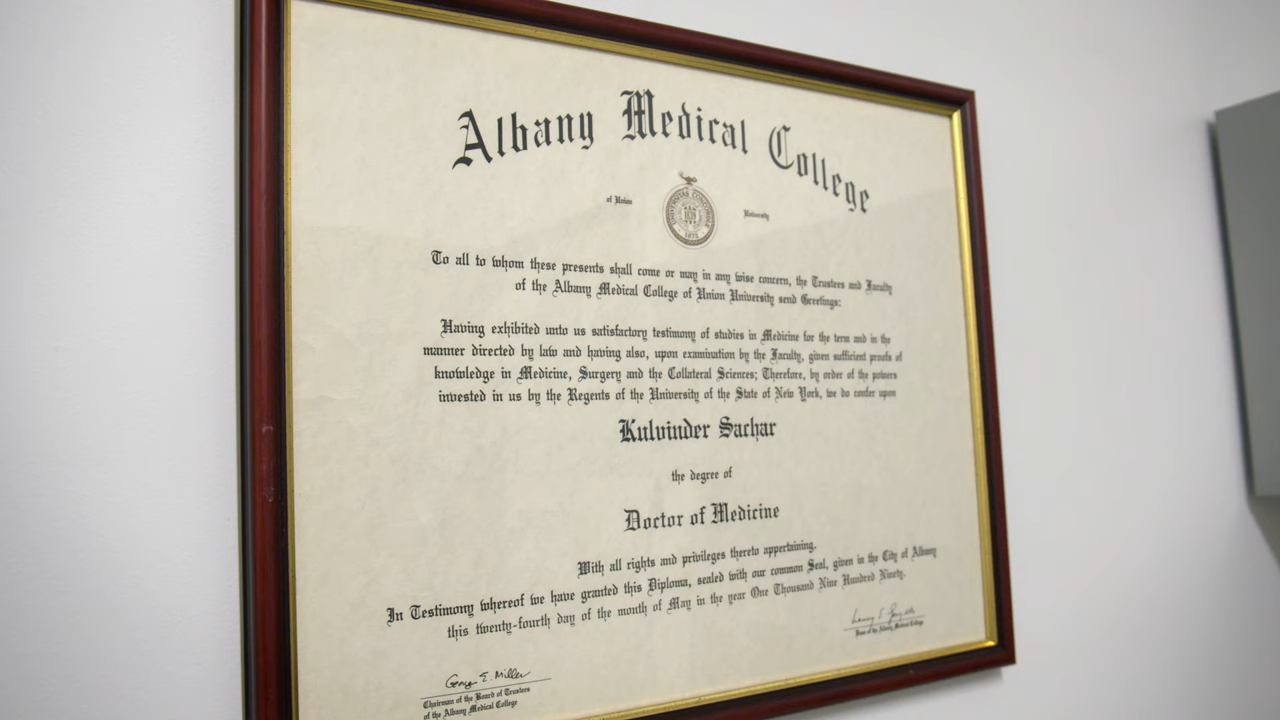 Albany Medical College
of Union University
UNIVERSITAS CONCORDIAE
To all to whom these presents shall come or may in any wise concern, the Trustees and Faculty
of the Albany Medical College of Union University send Greetings:
Having exhibited unto us satisfactory testimony of studies in Medicine for the term and in the
manner directed by law and having also, upon examination by the Faculty, given sufficient proofs of
knowledge in Medicine, Surgery and the Collateral Sciences; Therefore, by order of the powers
invested in us by the Regents of the University of the State of New York, we do confer upon
Kulvinder Sachar
the degree of
Doctor of Medicine
With all rights and privileges thereto appertaining.
In Testimony whereof we have granted this Diploma, sealed with our common Seal, given in the City of Albany
this twenty-fourth day of the month of May in the year One Thousand Nine Hundred Ninety.
Dean of the Albany Medical College
George E. Miller
Chairman of the Board of Trustees
of the Albany Medical College